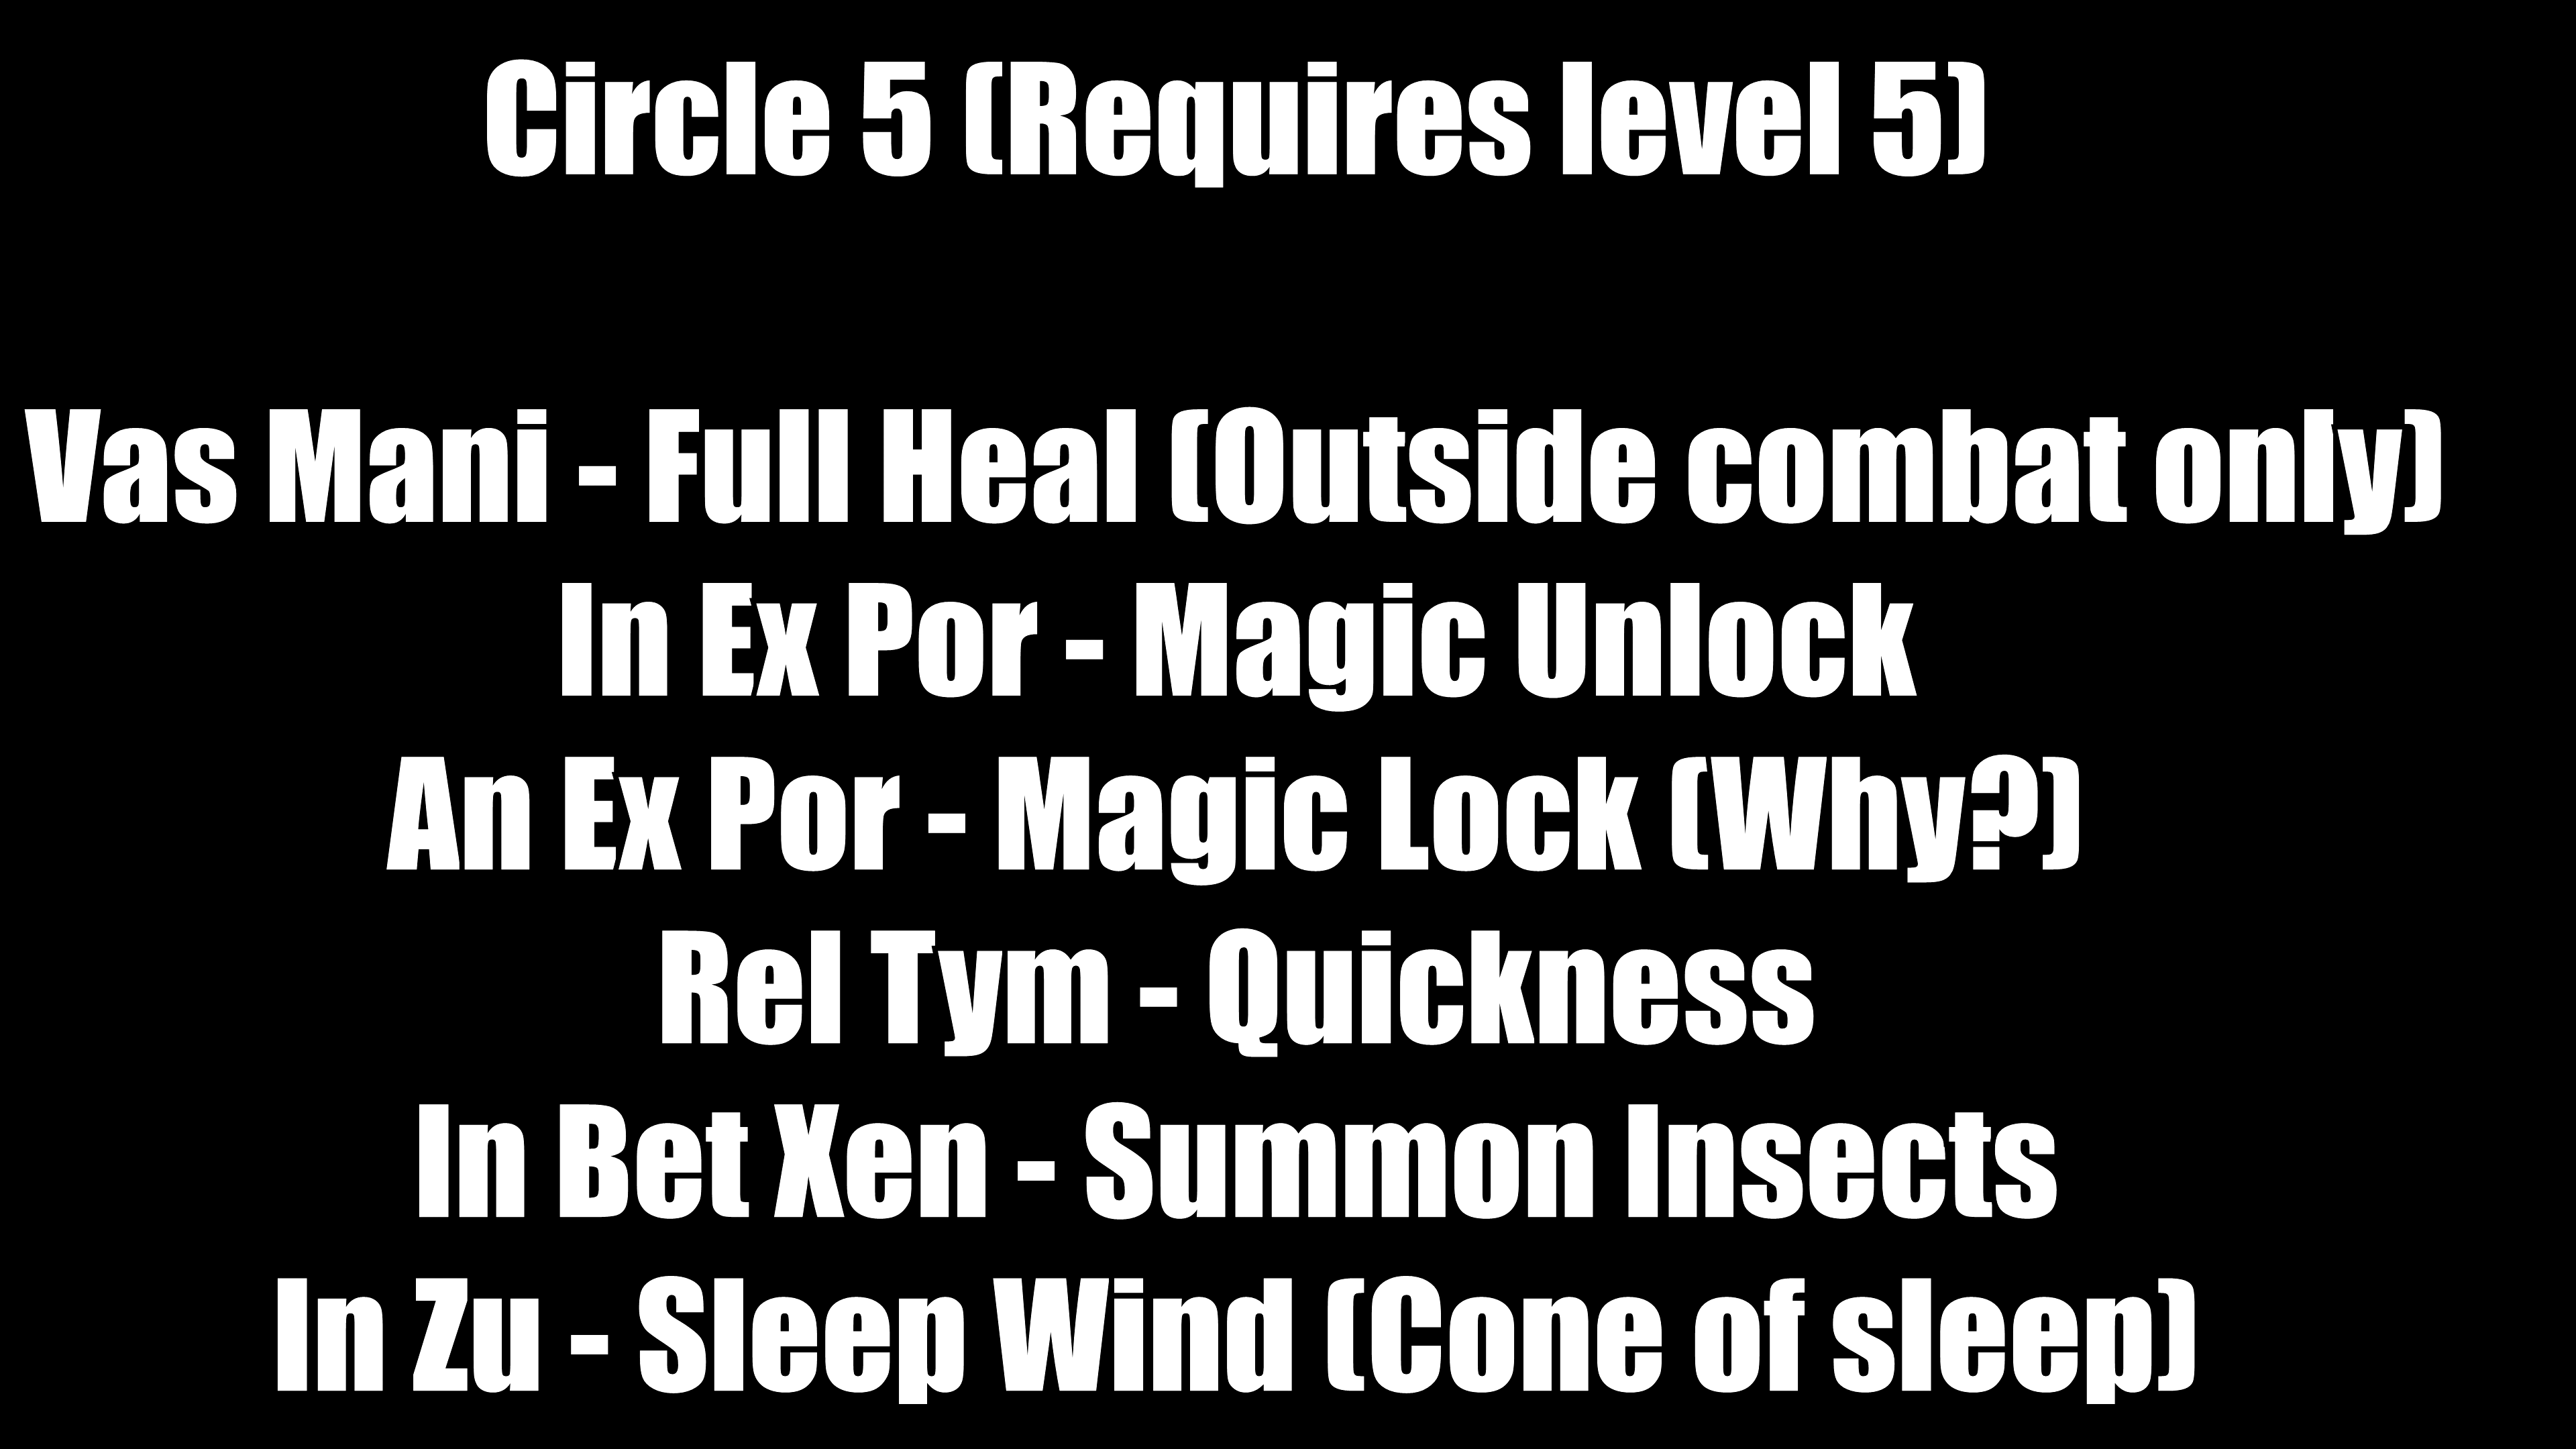 Circle 5 (Requires level 5)
Vas Mani - Full Heal (Outside combat only)
In Ex Por - Magic Unlock
An Ex Por - Magic Lock (Why?)
Rel Tym - Quickness
In Bet Xen - Summon Insects
In Zu - Sleep Wind (Cone of sleep)